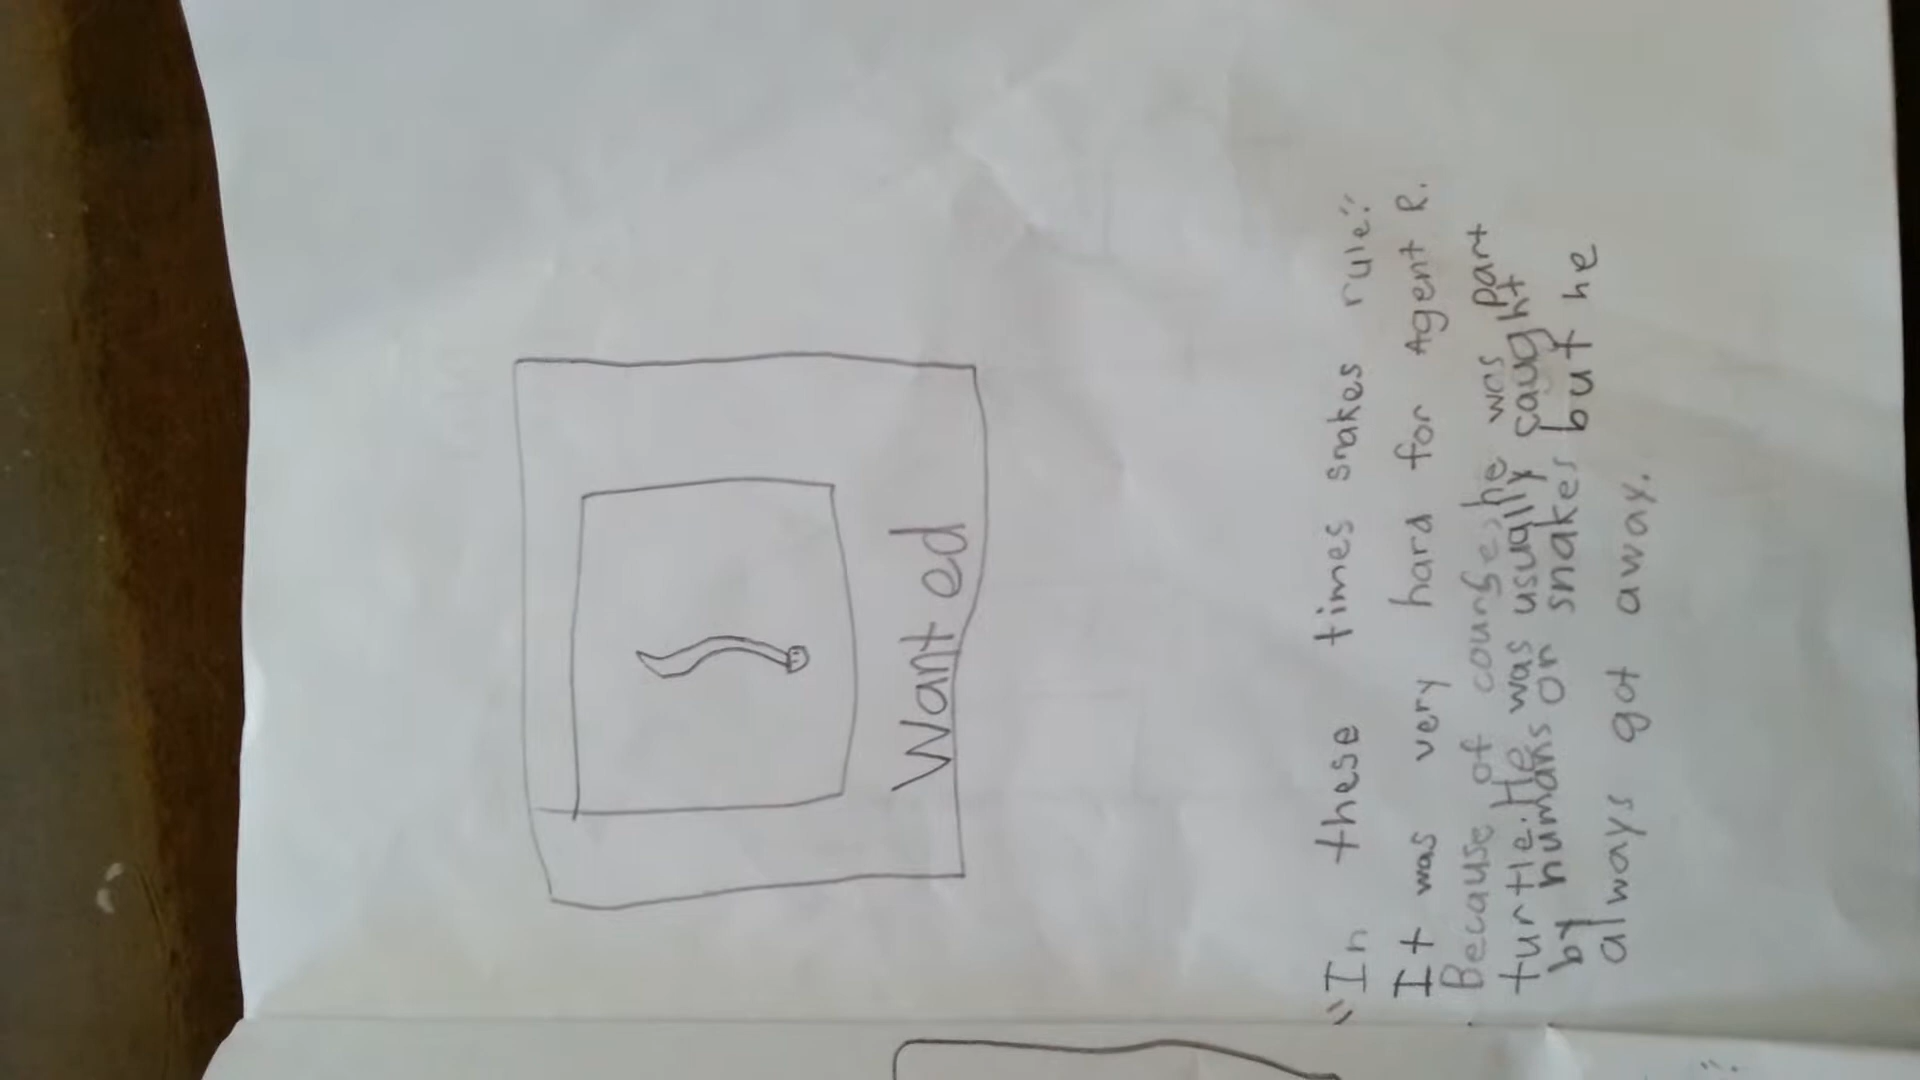 Wanted
"In these times snakes rule."
It was very hard for Agent R.
Because of courge, he was part
turtle. He was usually caught
by humans on snakes but he
always got away.